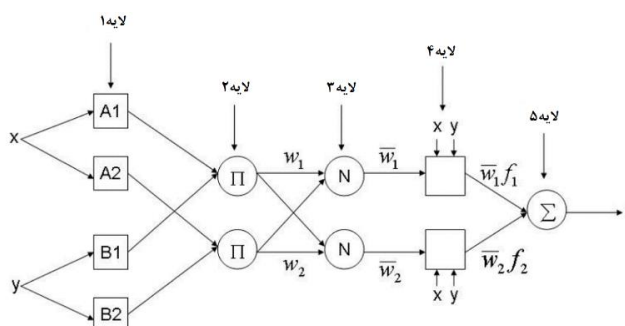 لایه۱
لایه۲
لایه۳
لایه۴
لایه۵
x
A1
A2
y
B1
B2
Π
Π
w₁
w₂
N
N
w̅₁
w̅₂
x y
x y
w̅₁f₁
w̅₂f₂
Σ